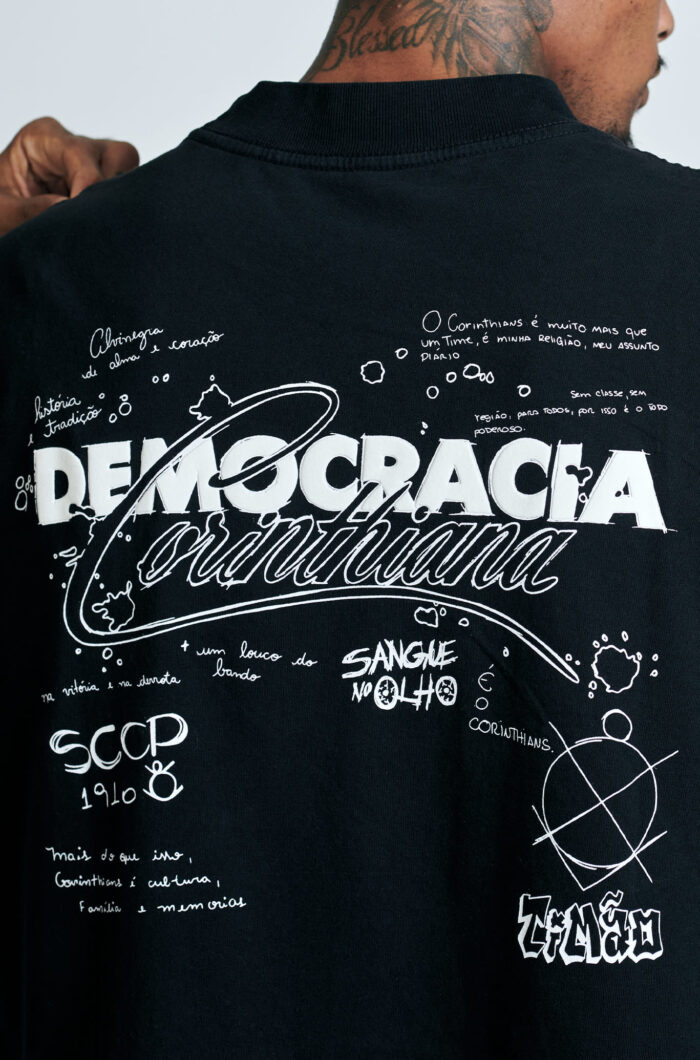 Blessed
Alvinegra
de alma e coração
O Corinthians é muito mais que
um Time, é minha religião, meu assunto
diário
história
e tradição
Sem classe, sem
região, para todos, por isso é o todo
poderoso.
DEMOCRACIA
Corinthiana
+ um louco do
bando
na vitória e na derrota
SANGUE
NO OLHO
É
O
CORINTHIANS.
SCCP
1910
Mais do que isso,
Corinthians é cultura,
Família e memorias
TiMão